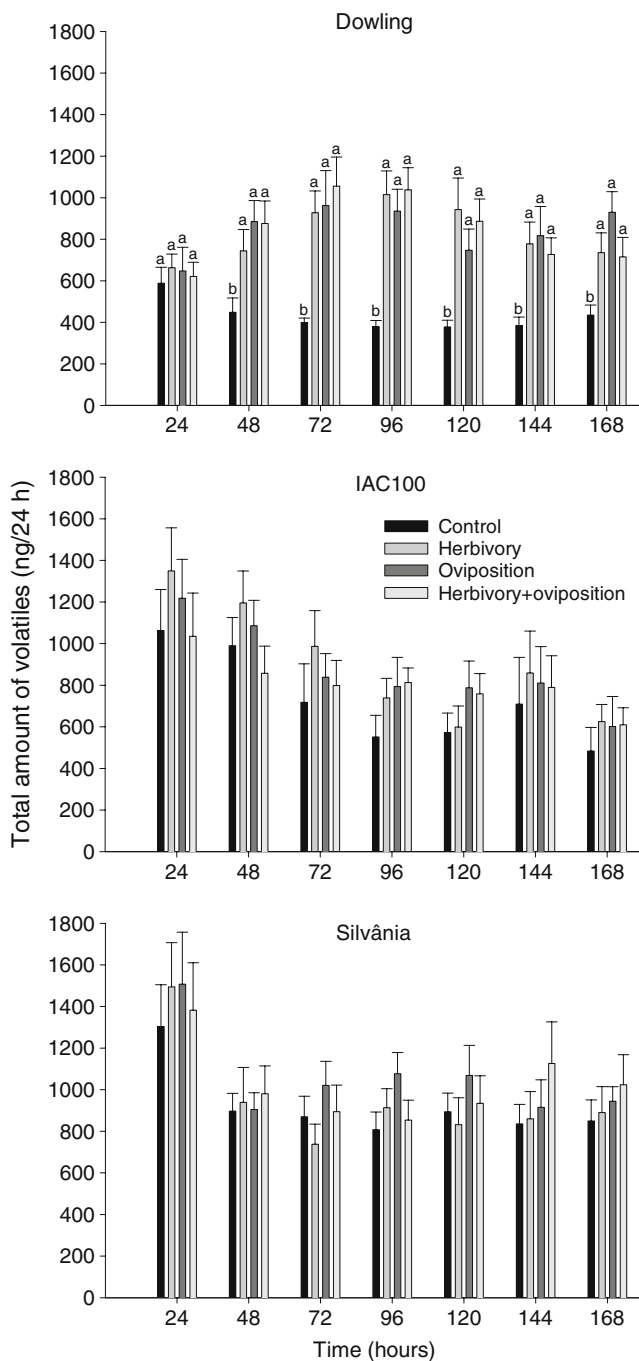 Dowling
1800
1600
1400
1200
1000
800
600
400
200
0
a a a a
b a a a
b a a a
b a a a
b a a a
b a a a
b a a a
24 48 72 96 120 144 168
Total amount of volatiles (ng/24 h)
IAC100
1800
1600
1400
1200
1000
800
600
400
200
0
Control
Herbivory
Oviposition
Herbivory+oviposition
24 48 72 96 120 144 168
Silvânia
1800
1600
1400
1200
1000
800
600
400
200
0
24 48 72 96 120 144 168
Time (hours)